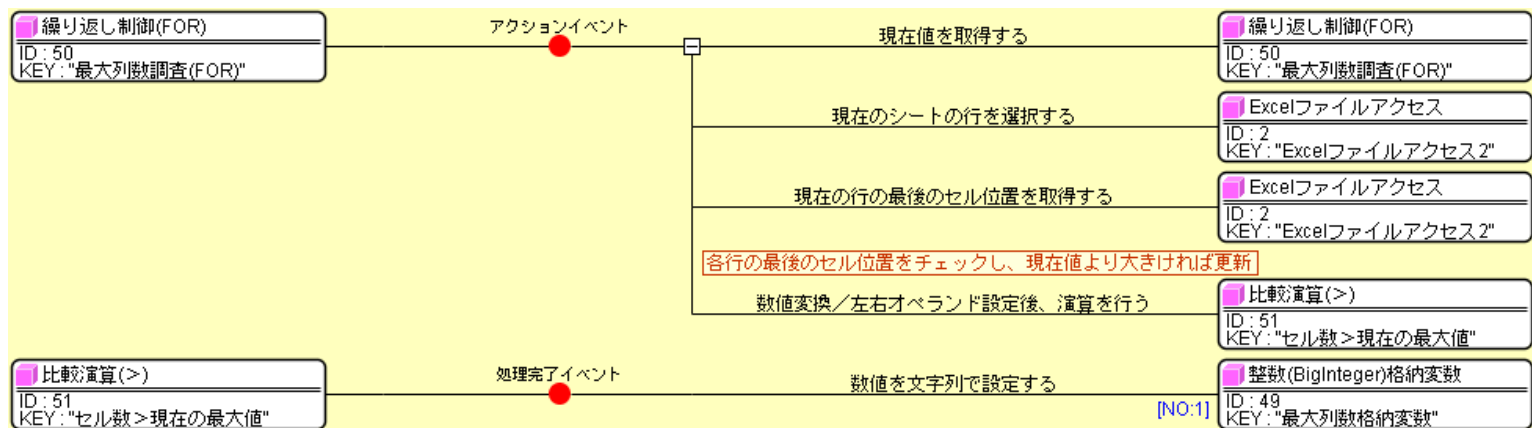 繰り返し制御(FOR)
ID : 50
KEY : "最大列数調査(FOR)"
アクションイベント
現在値を取得する
繰り返し制御(FOR)
ID : 50
KEY : "最大列数調査(FOR)"
現在のシートの行を選択する
Excelファイルアクセス
ID : 2
KEY : "Excelファイルアクセス2"
現在の行の最後のセル位置を取得する
Excelファイルアクセス
ID : 2
KEY : "Excelファイルアクセス2"
各行の最後のセル位置をチェックし、現在値より大きければ更新
数値変換／左右オペランド設定後、演算を行う
比較演算(>)
ID : 51
KEY : "セル数＞現在の最大値"
比較演算(>)
ID : 51
KEY : "セル数＞現在の最大値"
処理完了イベント
数値を文字列で設定する
[NO:1]
整数(BigInteger)格納変数
ID : 49
KEY : "最大列数格納変数"